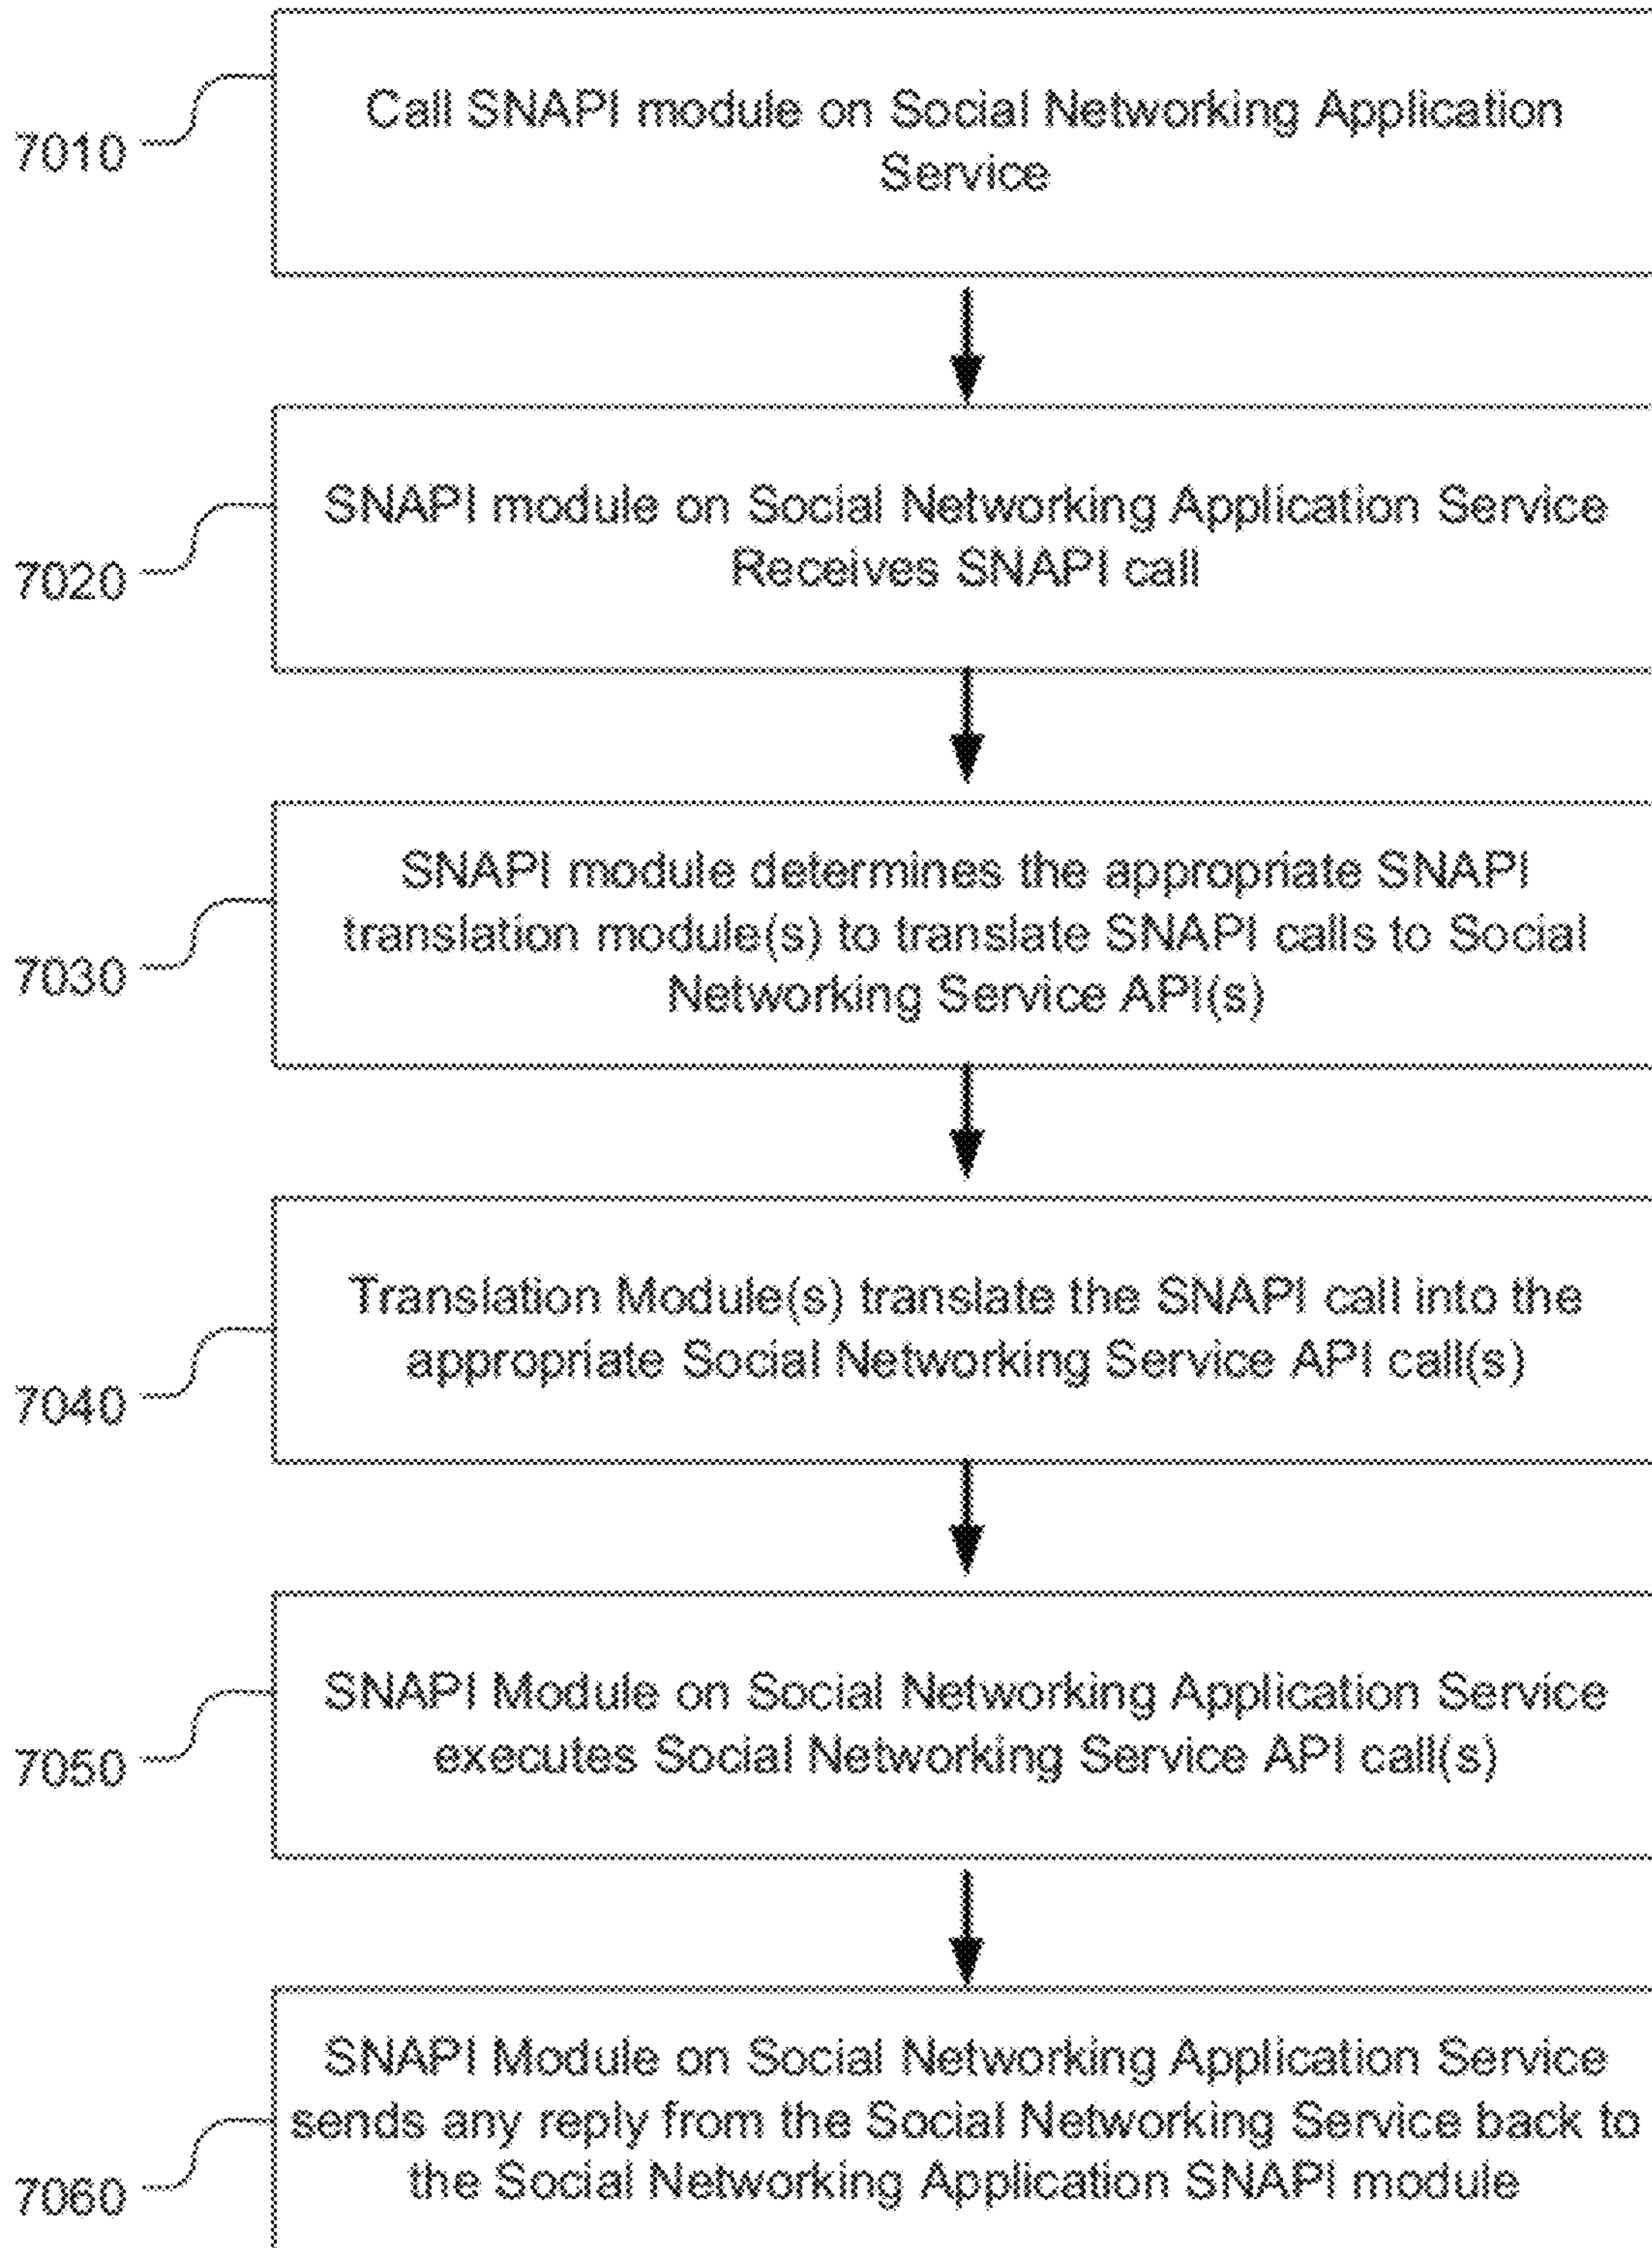 Call SNAPI module on Social Networking Application
Service
7010
SNAPI module on Social Networking Application Service
Receives SNAPI call
7020
SNAPI module determines the appropriate SNAPI
translation module(s) to translate SNAPI calls to Social
Networking Service API(s)
7030
Translation Module(s) translate the SNAPI call into the
appropriate Social Networking Service API call(s)
7040
SNAPI Module on Social Networking Application Service
executes Social Networking Service API call(s)
7050
SNAPI Module on Social Networking Application Service
sends any reply from the Social Networking Service back to
the Social Networking Application SNAPI module
7060